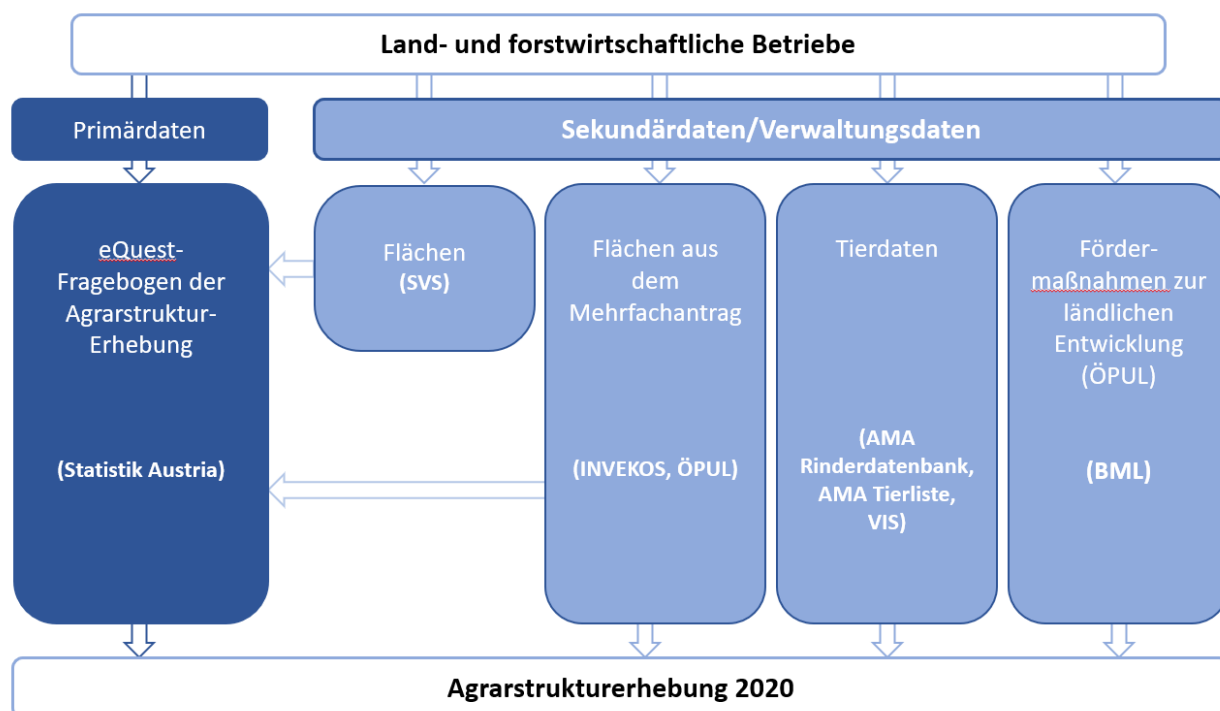 Land- und forstwirtschaftliche Betriebe
Primärdaten
Sekundärdaten/Verwaltungsdaten
eQuest-
Fragebogen der
Agrarstruktur-
Erhebung
(Statistik Austria)
Flächen
(SVS)
Flächen aus
dem
Mehrfachantrag
(INVEKOS, ÖPUL)
Tierdaten
(AMA
Rinderdatenbank,
AMA Tierliste,
VIS)
Förder-
maßnahmen zur
ländlichen
Entwicklung
(ÖPUL)
(BML)
Agrarstrukturerhebung 2020